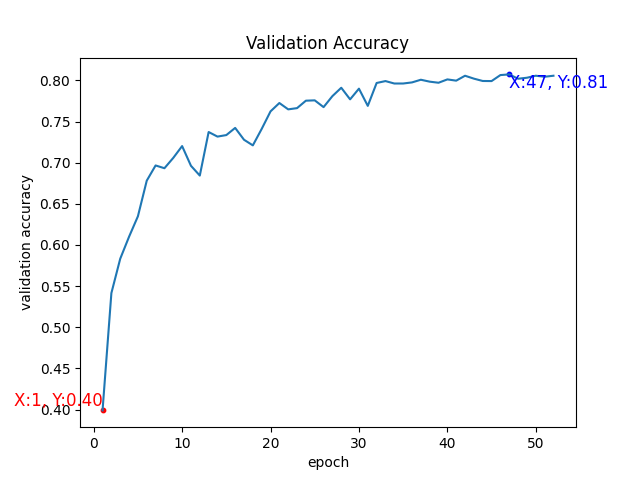 Validation Accuracy
validation accuracy
0.80
0.75
0.70
0.65
0.60
0.55
0.50
0.45
0.40
X:47, Y:0.81
X:1, Y:0.40
0 10 20 30 40 50
epoch